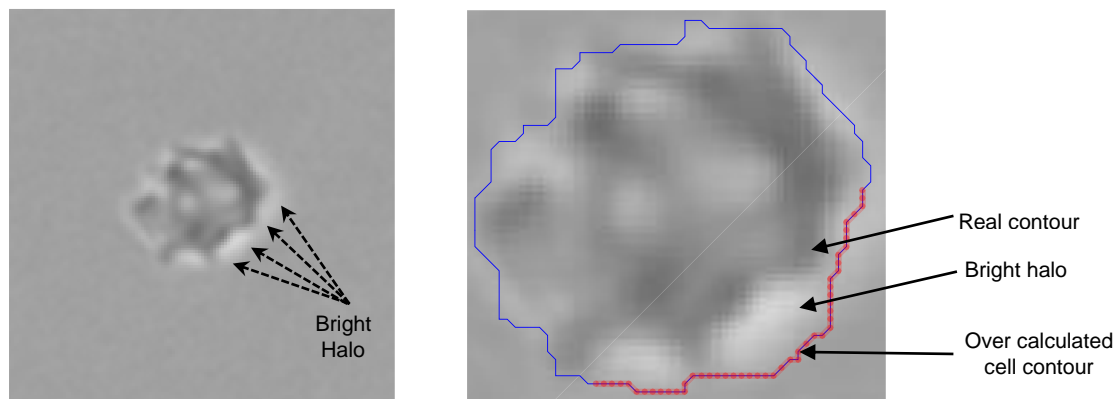 Bright
Halo
Real contour
Bright halo
Over calculated
cell contour